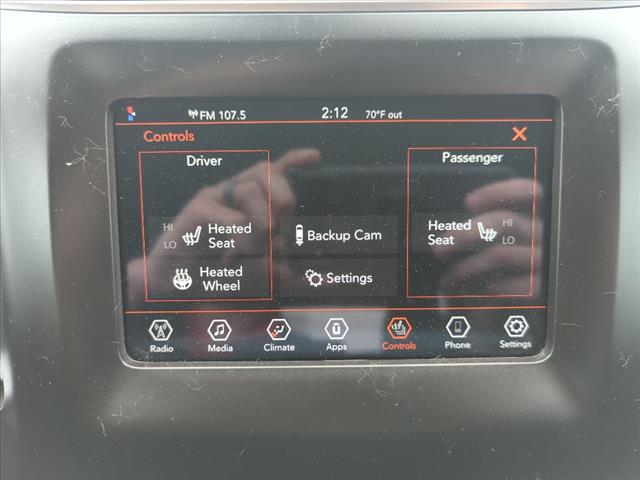 FM 107.5 2:12 70°F out
Controls
Driver
Passenger
HI
LO
Heated
Seat
Backup Cam
Heated
Seat
HI
LO
Heated
Wheel
Settings
Radio Media Climate Apps Controls Phone Settings